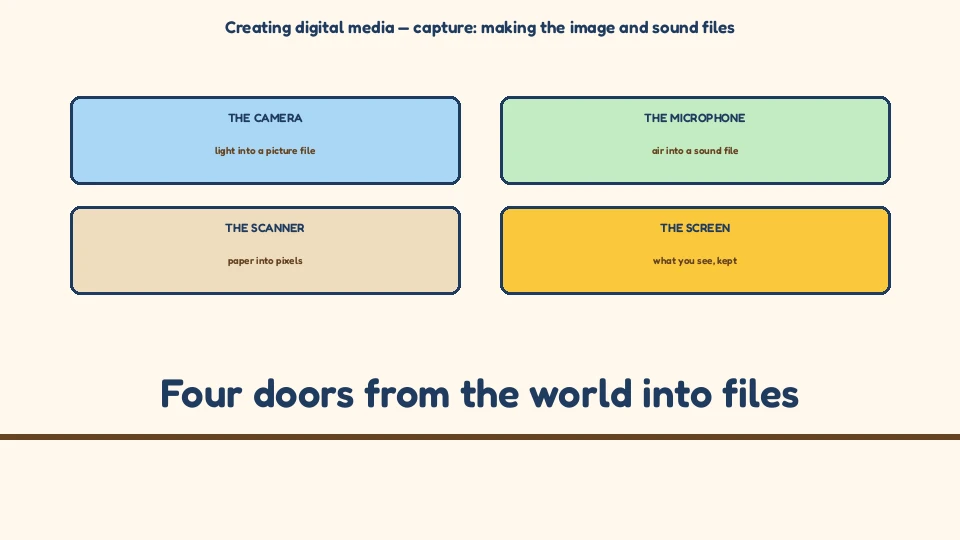 Creating digital media — capture: making the image and sound files
THE CAMERA
light into a picture file
THE MICROPHONE
air into a sound file
THE SCANNER
paper into pixels
THE SCREEN
what you see, kept
Four doors from the world into files